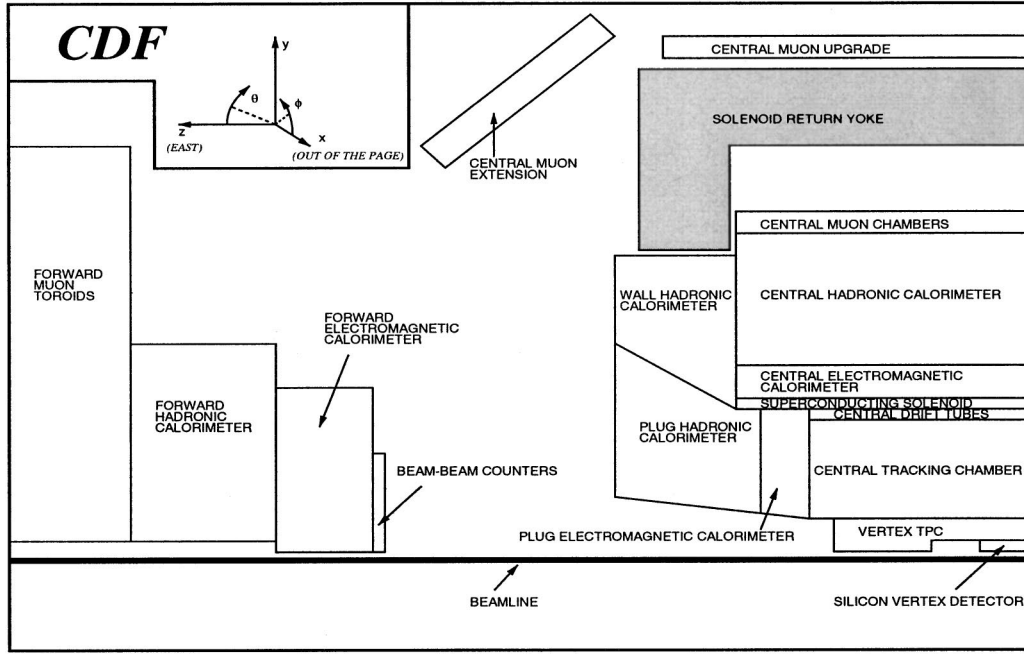 CDF
y
θ
φ
z
x
(EAST)
(OUT OF THE PAGE)
CENTRAL MUON
EXTENSION
CENTRAL MUON UPGRADE
SOLENOID RETURN YOKE
CENTRAL MUON CHAMBERS
FORWARD
MUON
TOROIDS
WALL HADRONIC
CALORIMETER
CENTRAL HADRONIC CALORIMETER
FORWARD
ELECTROMAGNETIC
CALORIMETER
CENTRAL ELECTROMAGNETIC
CALORIMETER
SUPERCONDUCTING SOLENOID
CENTRAL DRIFT TUBES
FORWARD
HADRONIC
CALORIMETER
PLUG HADRONIC
CALORIMETER
BEAM-BEAM COUNTERS
CENTRAL TRACKING CHAMBER
PLUG ELECTROMAGNETIC CALORIMETER
VERTEX TPC
BEAMLINE
SILICON VERTEX DETECTOR